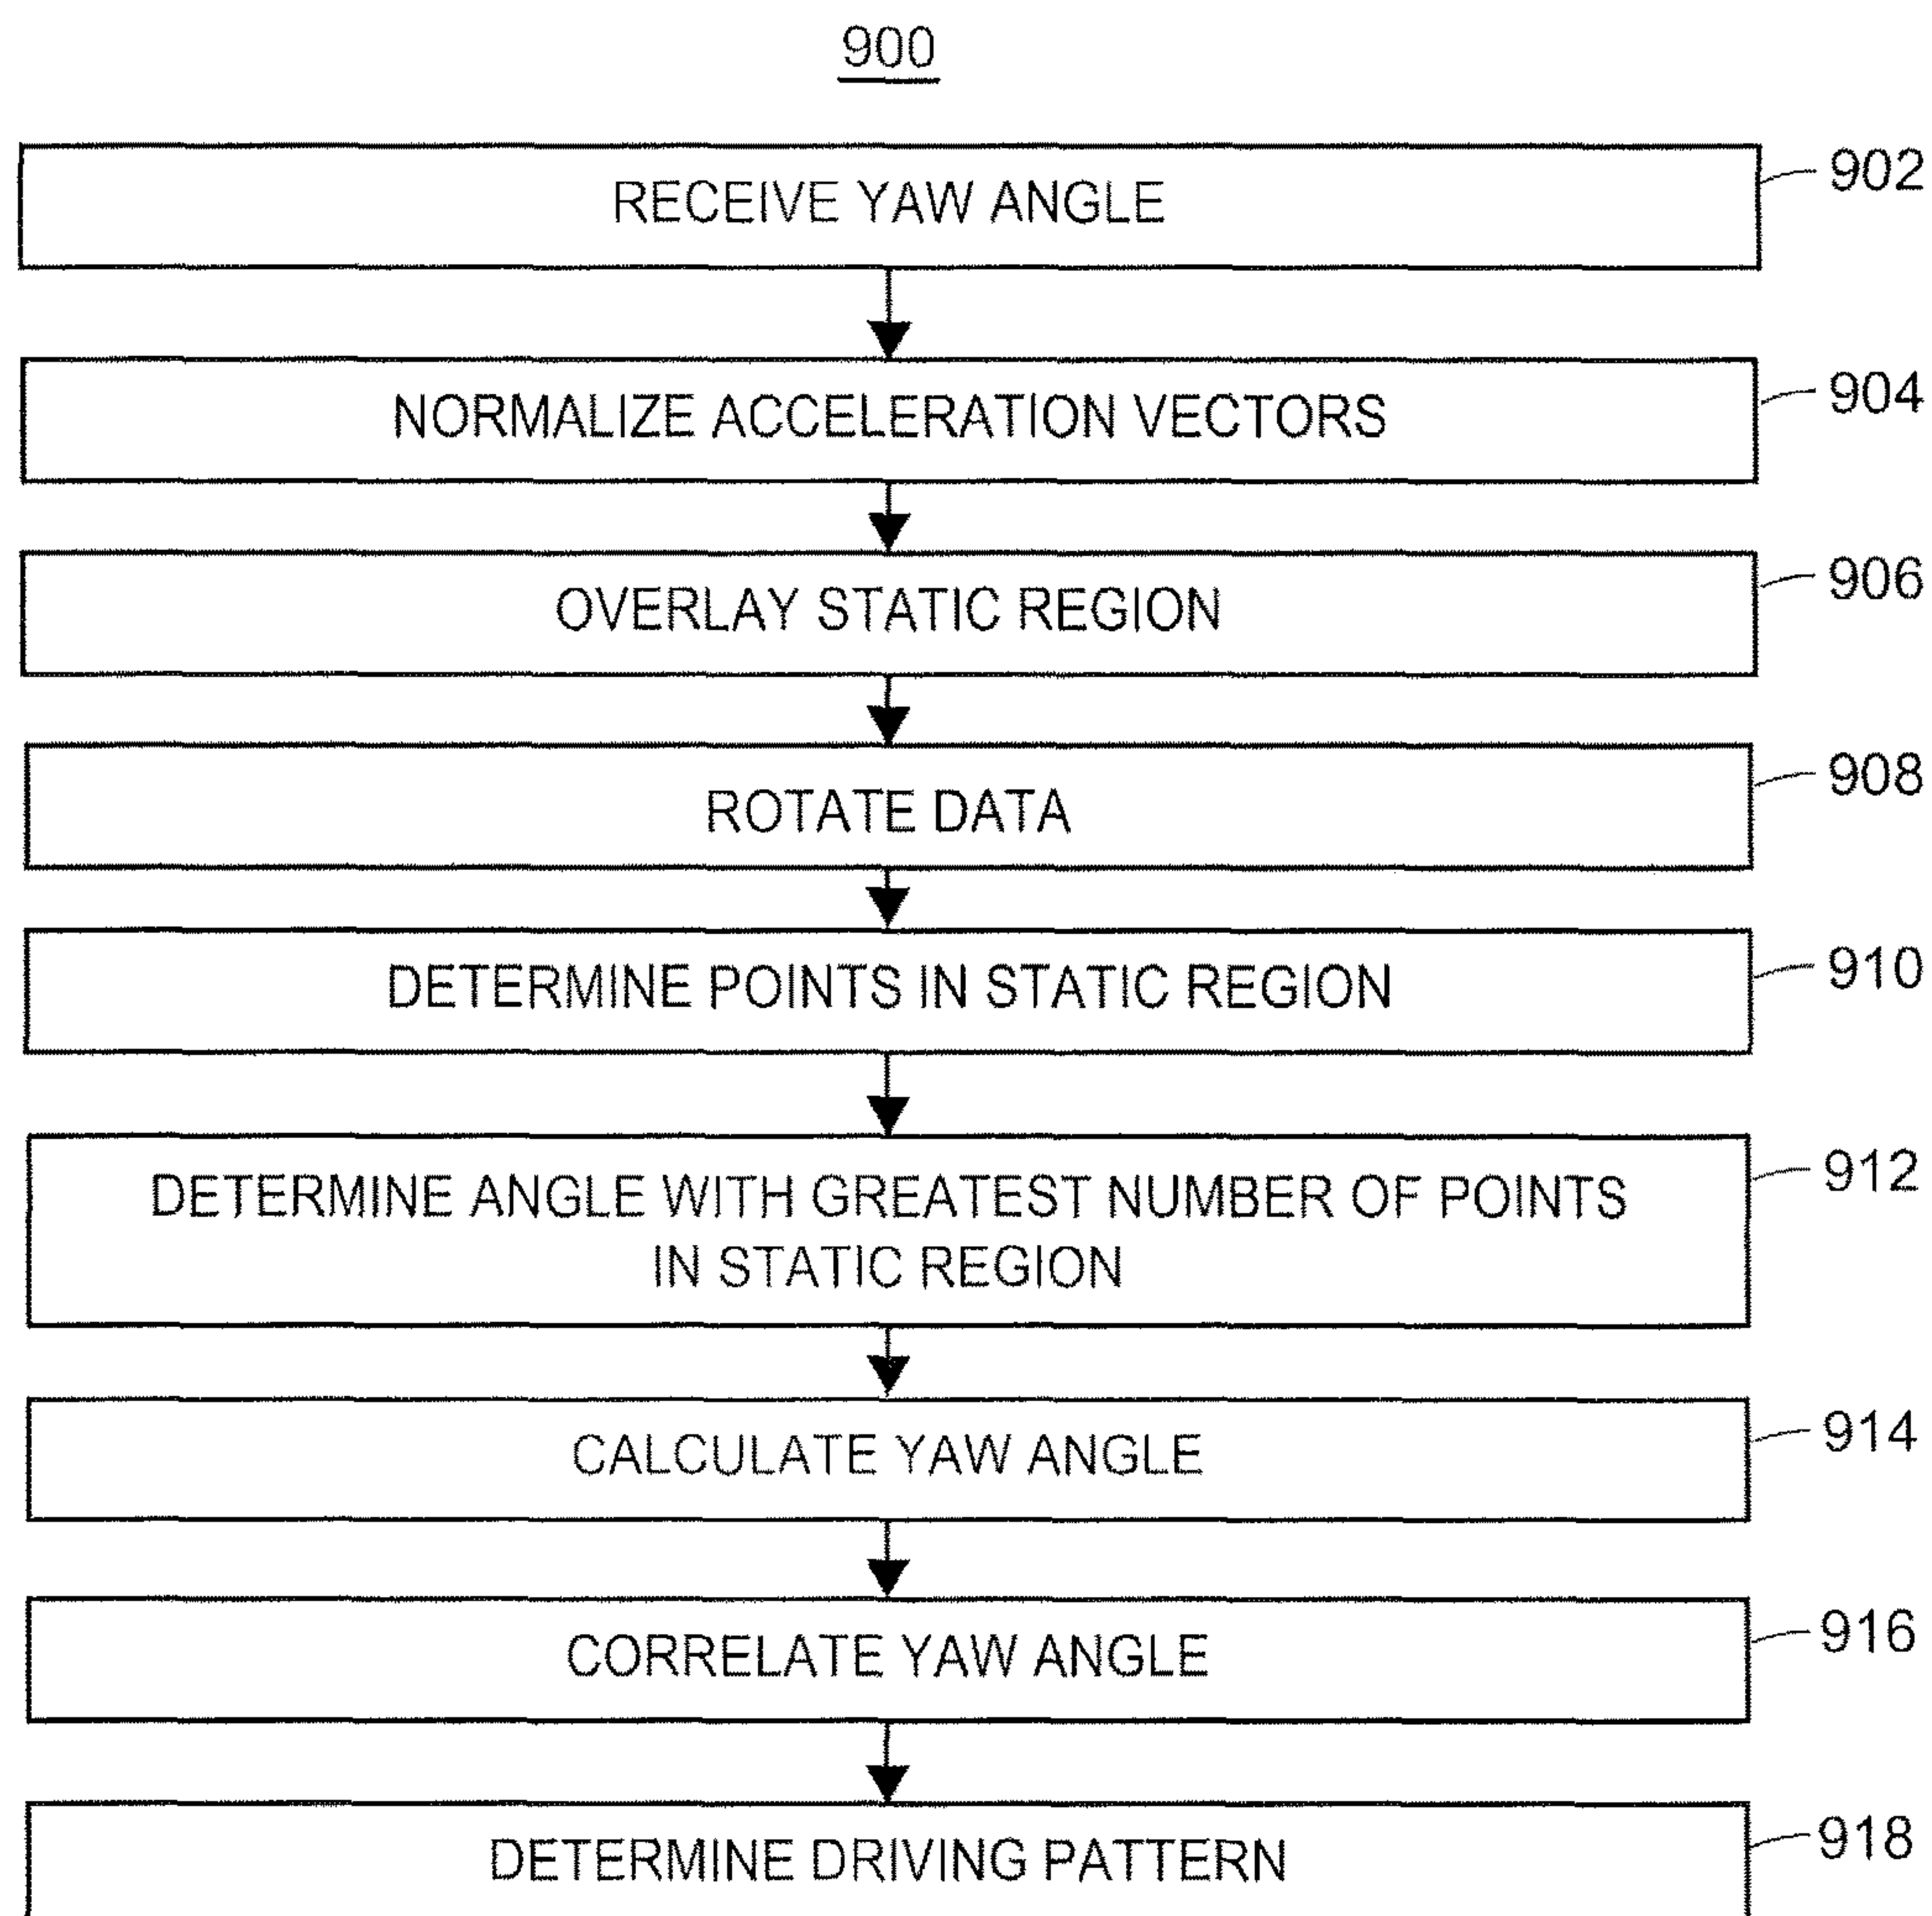 900
RECEIVE YAW ANGLE
902
NORMALIZE ACCELERATION VECTORS
904
OVERLAY STATIC REGION
906
ROTATE DATA
908
DETERMINE POINTS IN STATIC REGION
910
DETERMINE ANGLE WITH GREATEST NUMBER OF POINTS
IN STATIC REGION
912
CALCULATE YAW ANGLE
914
CORRELATE YAW ANGLE
916
DETERMINE DRIVING PATTERN
918